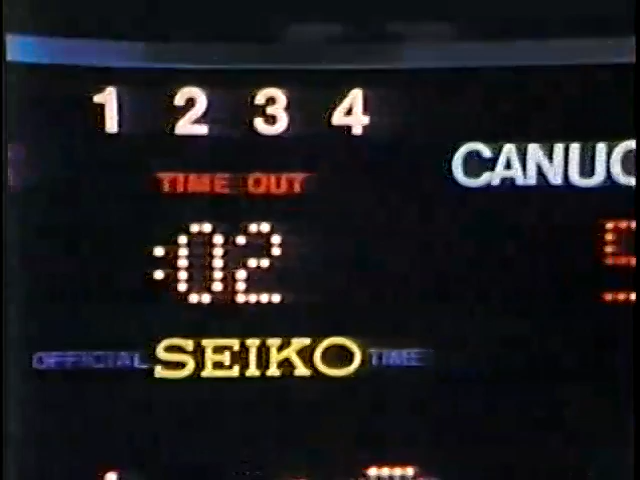 1 2 3 4
CANUC
TIME OUT
:02
OFFICIAL SEIKO TIME